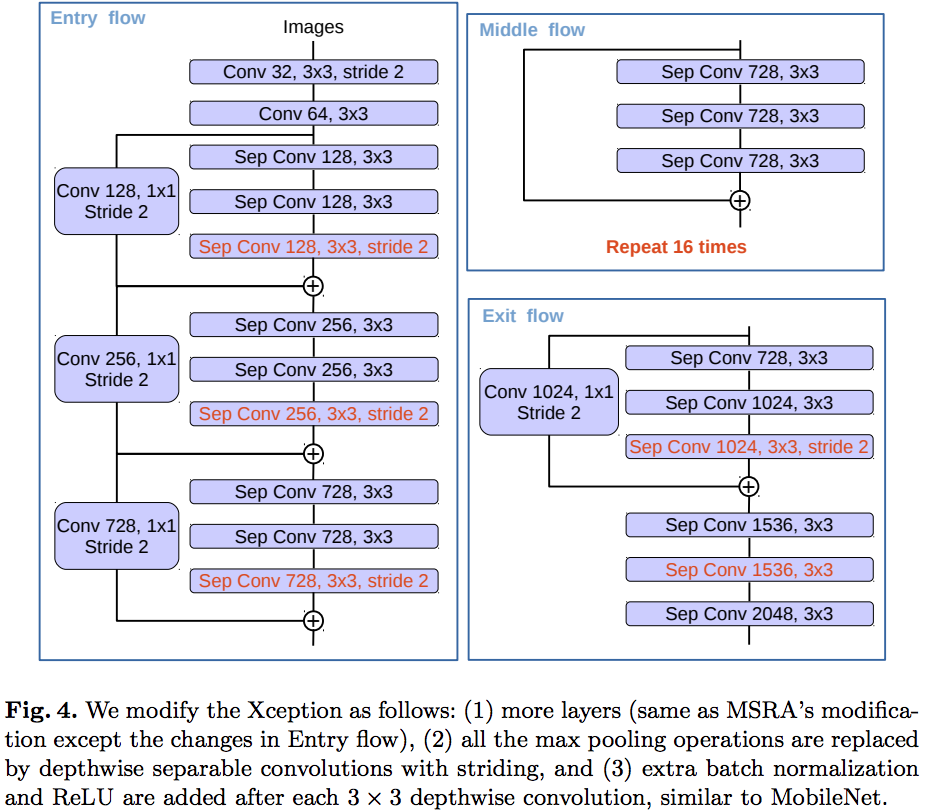 Entry flow
Images
Conv 32, 3x3, stride 2
Conv 64, 3x3
Sep Conv 128, 3x3
Conv 128, 1x1
Stride 2
Sep Conv 128, 3x3
Sep Conv 128, 3x3, stride 2
Sep Conv 256, 3x3
Conv 256, 1x1
Stride 2
Sep Conv 256, 3x3
Sep Conv 256, 3x3, stride 2
Sep Conv 728, 3x3
Conv 728, 1x1
Stride 2
Sep Conv 728, 3x3
Sep Conv 728, 3x3, stride 2
Middle flow
Sep Conv 728, 3x3
Sep Conv 728, 3x3
Sep Conv 728, 3x3
Repeat 16 times
Exit flow
Sep Conv 728, 3x3
Conv 1024, 1x1
Stride 2
Sep Conv 1024, 3x3
Sep Conv 1024, 3x3, stride 2
Sep Conv 1536, 3x3
Sep Conv 1536, 3x3
Sep Conv 2048, 3x3
Fig. 4. We modify the Xception as follows: (1) more layers (same as MSRA's modifica-
tion except the changes in Entry flow), (2) all the max pooling operations are replaced
by depthwise separable convolutions with striding, and (3) extra batch normalization
and ReLU are added after each 3 × 3 depthwise convolution, similar to MobileNet.